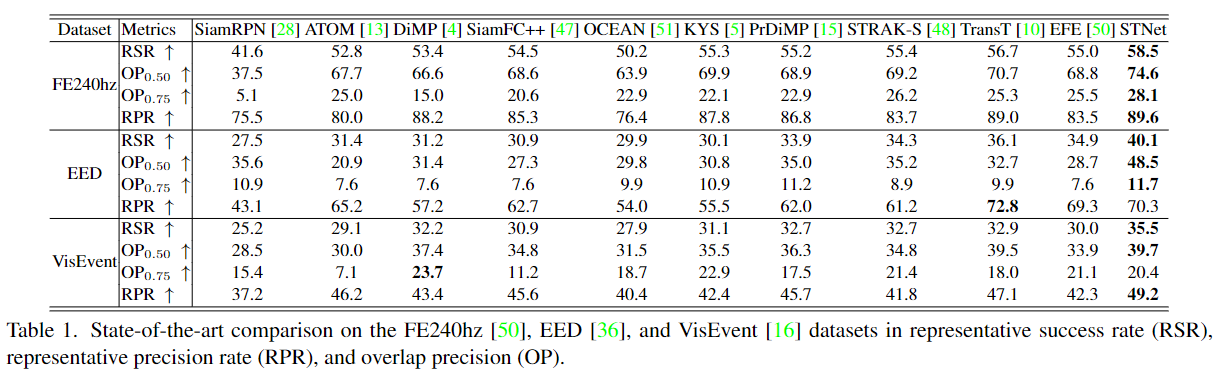 Dataset Metrics SiamRPN [28] ATOM [13] DiMP [4] SiamFC++ [47] OCEAN [51] KYS [5] PrDiMP [15] STRAK-S [48] TransT [10] EFE [50] STNet
RSR ↑ 41.6 52.8 53.4 54.5 50.2 55.3 55.2 55.4 56.7 55.0 58.5
OP0.50 ↑ 37.5 67.7 66.6 68.6 63.9 69.9 68.9 69.2 70.7 68.8 74.6
FE240hz
OP0.75 ↑ 5.1 25.0 15.0 20.6 22.9 22.1 22.9 26.2 25.3 25.5 28.1
RPR ↑ 75.5 80.0 88.2 85.3 76.4 87.8 86.8 83.7 89.0 83.5 89.6
RSR ↑ 27.5 31.4 31.2 30.9 29.9 30.1 33.9 34.3 36.1 34.9 40.1
OP0.50 ↑ 35.6 20.9 31.4 27.3 29.8 30.8 35.0 35.2 32.7 28.7 48.5
EED
OP0.75 ↑ 10.9 7.6 7.6 7.6 9.9 10.9 11.2 8.9 9.9 7.6 11.7
RPR ↑ 43.1 65.2 57.2 62.7 54.0 55.5 62.0 61.2 72.8 69.3 70.3
RSR ↑ 25.2 29.1 32.2 30.9 27.9 31.1 32.7 32.7 32.9 30.0 35.5
OP0.50 ↑ 28.5 30.0 37.4 34.8 31.5 35.5 36.3 34.8 39.5 33.9 39.7
VisEvent
OP0.75 ↑ 15.4 7.1 23.7 11.2 18.7 22.9 17.5 21.4 18.0 21.1 20.4
RPR ↑ 37.2 46.2 43.4 45.6 40.4 42.4 45.7 41.8 47.1 42.3 49.2
Table 1. State-of-the-art comparison on the FE240hz [50], EED [36], and VisEvent [16] datasets in representative success rate (RSR),
representative precision rate (RPR), and overlap precision (OP).